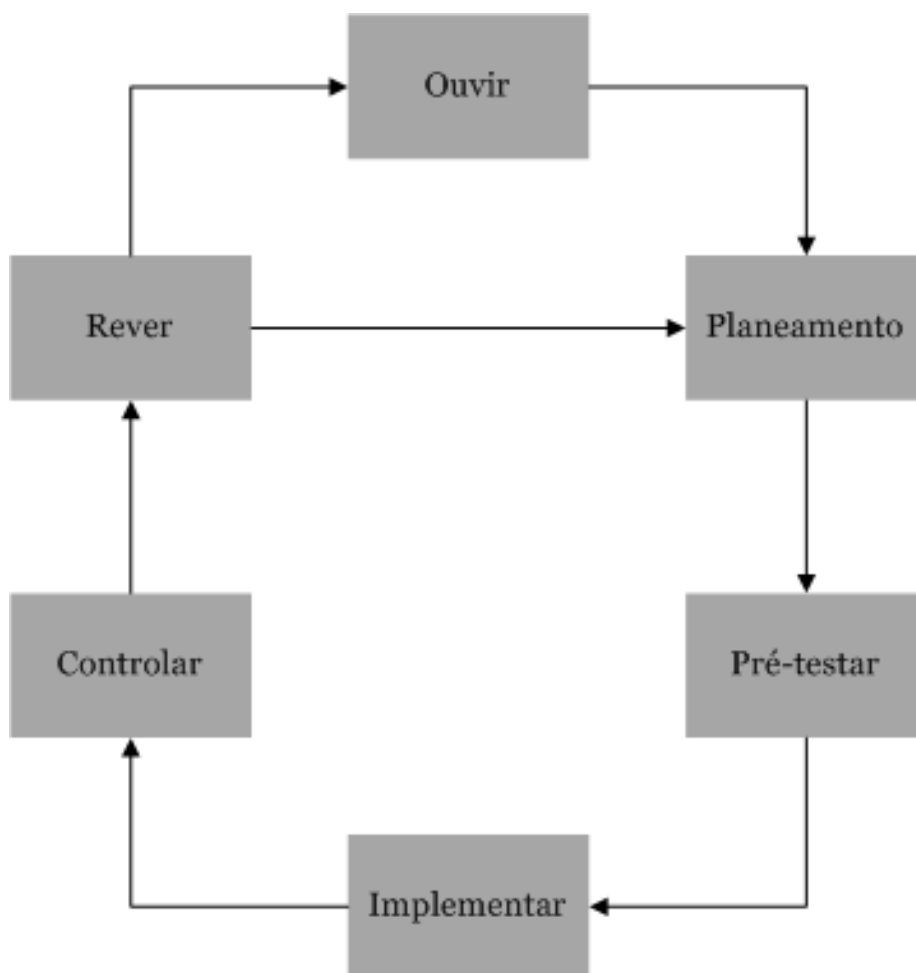 Ouvir
Rever
Planeamento
Controlar
Pré-testar
Implementar